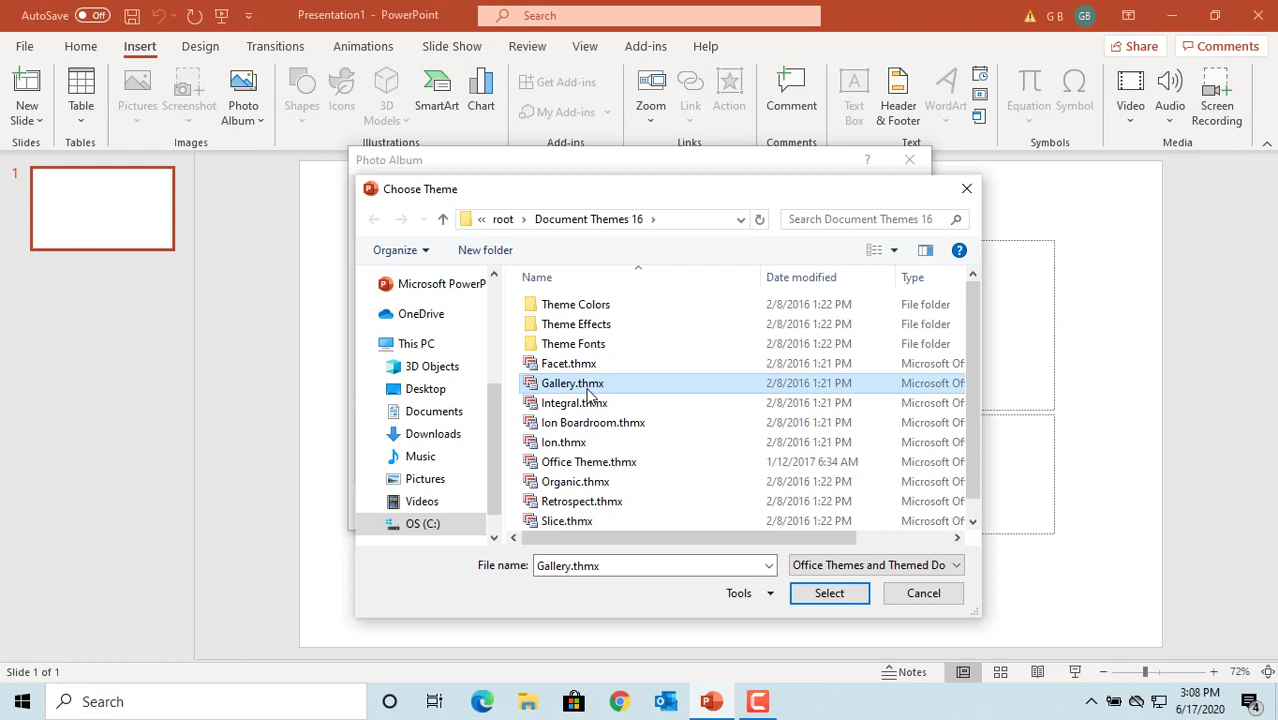 AutoSave Off Presentation1 - PowerPoint Search G B GB
File Home Insert Design Transitions Animations Slide Show Review View Add-ins Help Share Comments
New Slide Table Pictures Screenshot Photo Album Shapes Icons 3D Models SmartArt Chart Get Add-ins My Add-ins Zoom Link Action Comment Text Box Header & Footer WordArt Equation Symbol Video Audio Screen Recording
Slides Tables Images Illustrations Add-ins Links Comments Text Symbols Media
1
Photo Album ?
Choose Theme
« root > Document Themes 16 > Search Document Themes 16
Organize New folder ?
Name Date modified Type
Microsoft PowerP
OneDrive
This PC
3D Objects
Desktop
Documents
Downloads
Music
Pictures
Videos
OS (C:)
Theme Colors 2/8/2016 1:22 PM File folder
Theme Effects 2/8/2016 1:22 PM File folder
Theme Fonts 2/8/2016 1:22 PM File folder
Facet.thmx 2/8/2016 1:21 PM Microsoft Of
Gallery.thmx 2/8/2016 1:21 PM Microsoft Of
Integral.thmx 2/8/2016 1:21 PM Microsoft Of
Ion Boardroom.thmx 2/8/2016 1:21 PM Microsoft Of
Ion.thmx 2/8/2016 1:21 PM Microsoft Of
Office Theme.thmx 1/12/2017 6:34 AM Microsoft Of
Organic.thmx 2/8/2016 1:22 PM Microsoft Of
Retrospect.thmx 2/8/2016 1:22 PM Microsoft Of
Slice.thmx 2/8/2016 1:22 PM Microsoft Of
File name: Gallery.thmx Office Themes and Themed Do
Tools Select Cancel
Slide 1 of 1 Notes 72%
Search 3:08 PM
6/17/2020 4